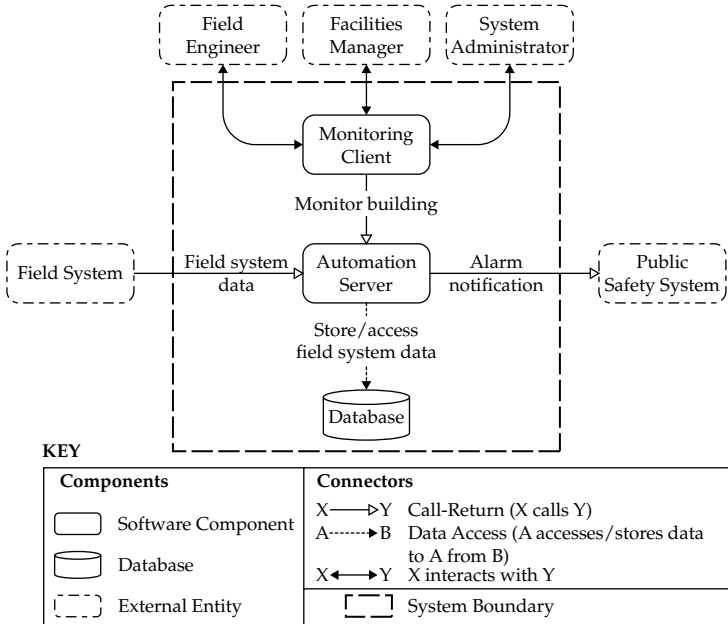 Field
Engineer
Facilities
Manager
System
Administrator
Monitoring
Client
Monitor building
Field System
Field system
data
Automation
Server
Alarm
notification
Public
Safety System
Store/access
field system data
Database
KEY
Components
Software Component
Database
External Entity
Connectors
X Y Call-Return (X calls Y)
A B Data Access (A accesses/stores data
to A from B)
X Y X interacts with Y
System Boundary